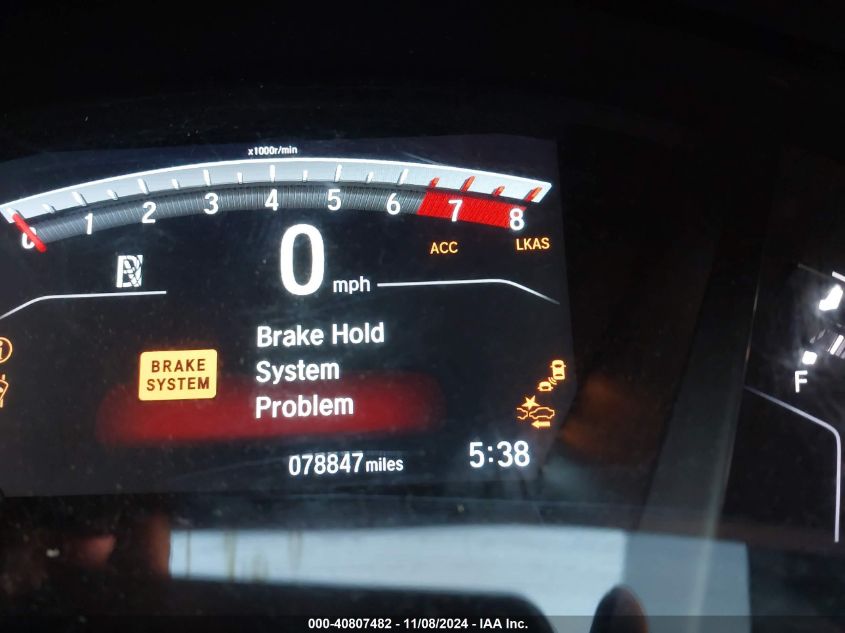 x1000r/min
0 1 2 3 4 5 6 7 8
0 mph
ACC
LKAS
BRAKE
SYSTEM
Brake Hold
System
Problem
F
078847 miles
5:38
000-40807482 - 11/08/2024 - IAA Inc.